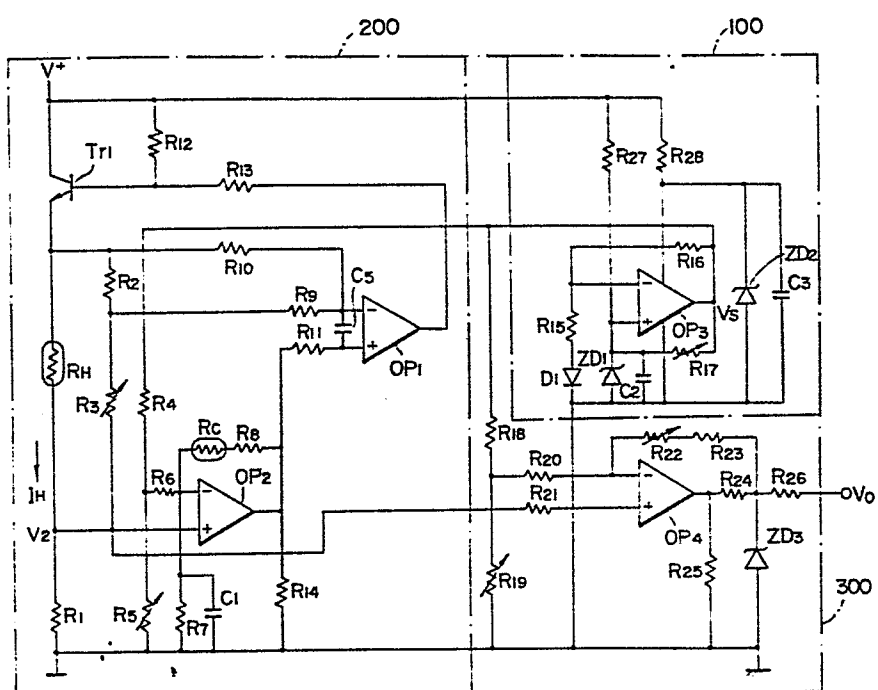 200
100
V+
Tr1
R12
R13
R27
R28
R10
R2
C5
R16
ZD2
C3
R9
R11
OP1
R15
OP3
VS
ZD1
D1
C2
R17
RH
R3
R4
RC
R8
R18
R22
R23
R6
OP2
R20
R21
R24
R26
VO
IH
V2
OP4
ZD3
R1
R5
R7
C1
R14
R19
R25
300